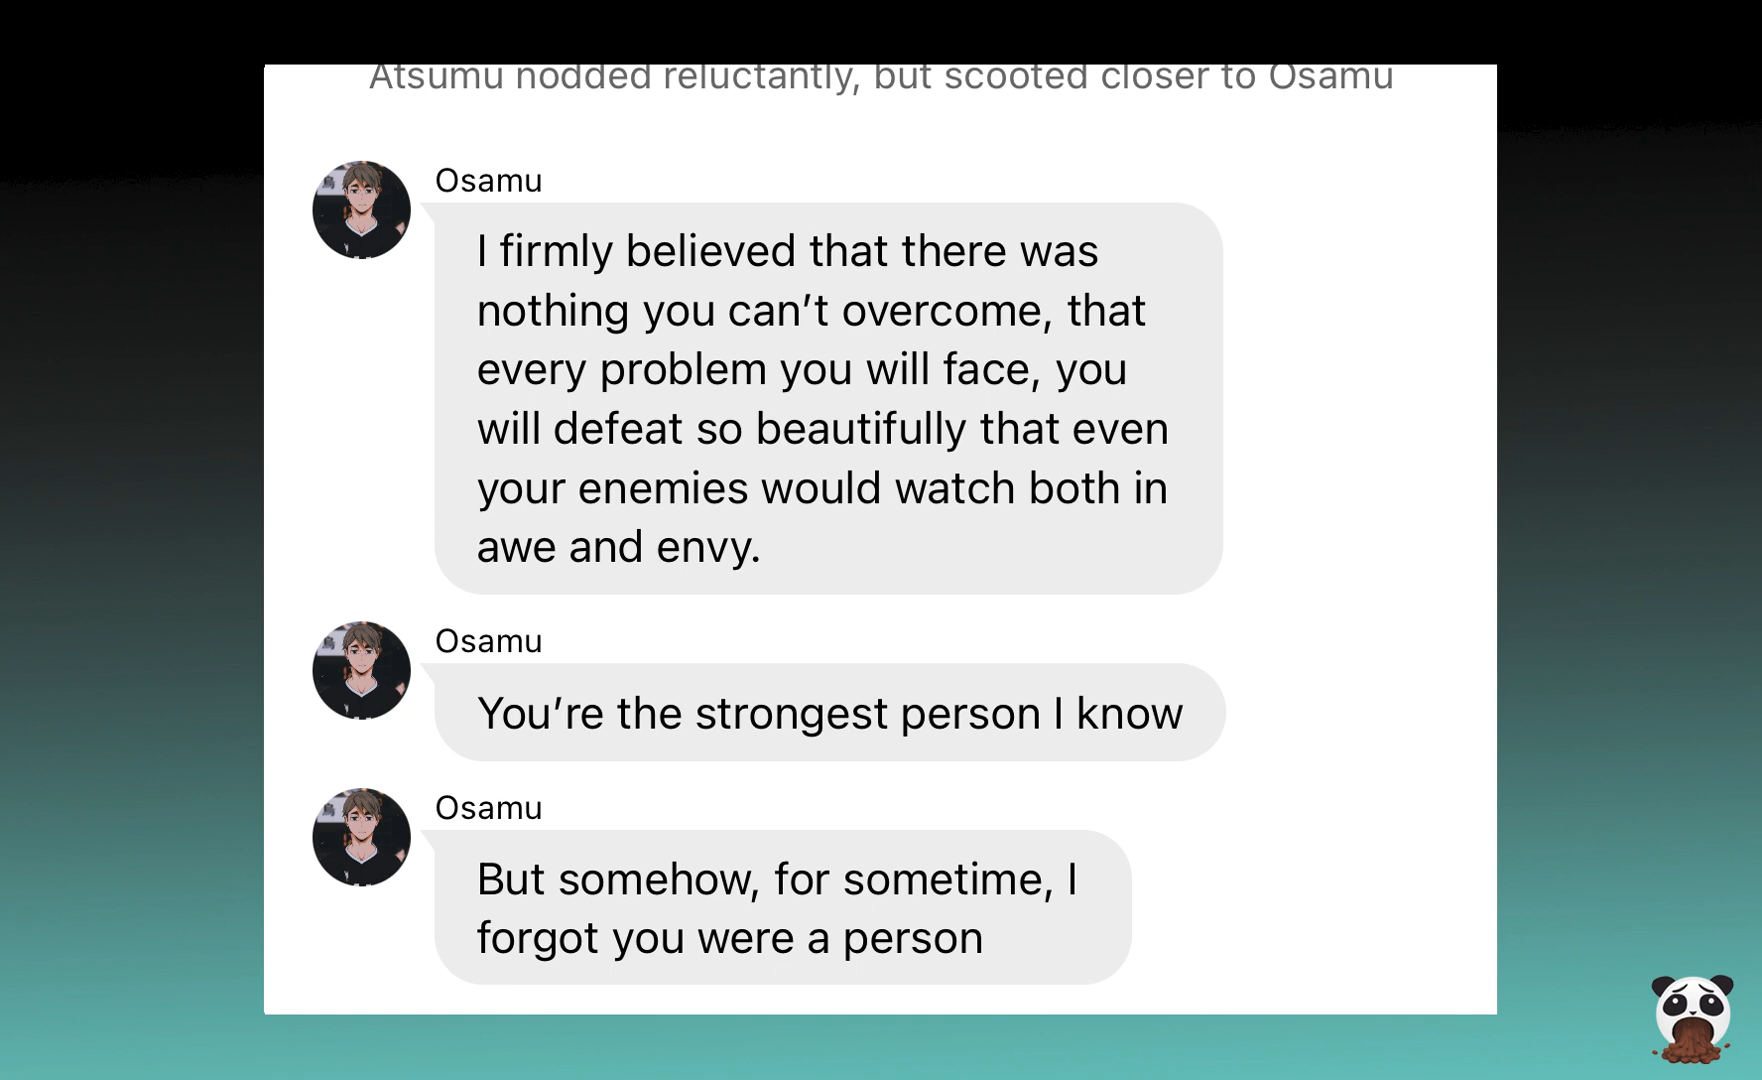 Atsumu nodded reluctantly, but scooted closer to Osamu
Osamu
I firmly believed that there was
nothing you can’t overcome, that
every problem you will face, you
will defeat so beautifully that even
your enemies would watch both in
awe and envy.
Osamu
You’re the strongest person I know
Osamu
But somehow, for sometime, I
forgot you were a person